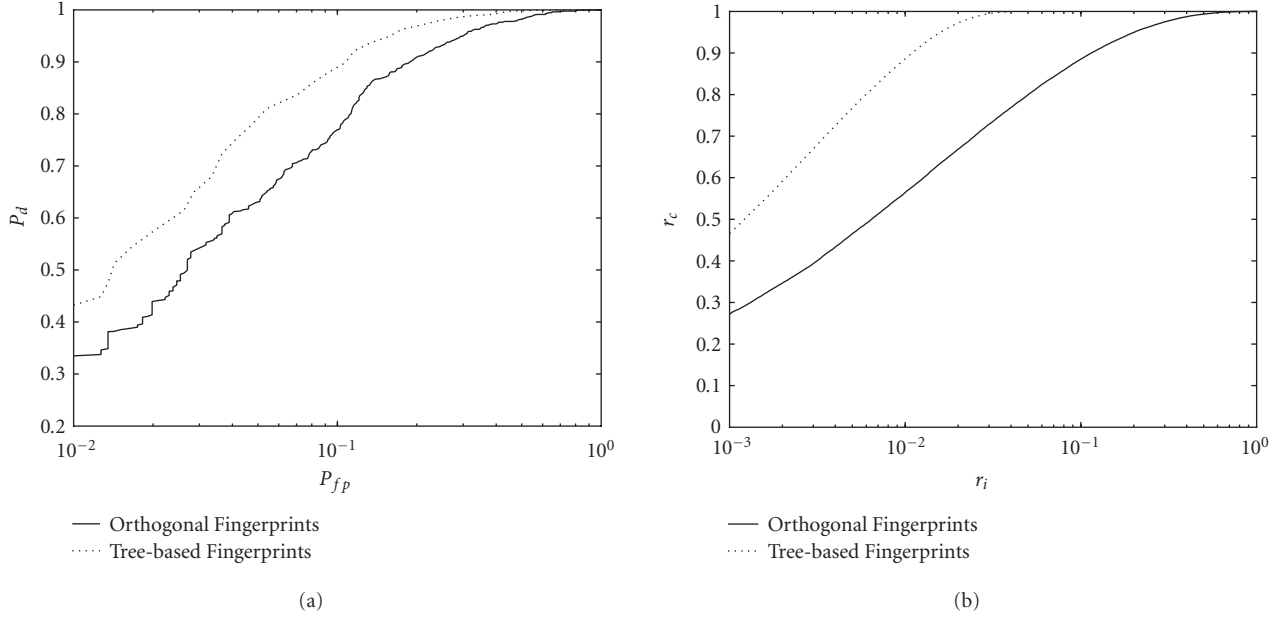 1
0.9
0.8
0.7
0.6
0.5
0.4
0.3
0.2
P_d
10^−2
10^−1
10^0
P_fp
Orthogonal Fingerprints
Tree-based Fingerprints
(a)
1
0.9
0.8
0.7
0.6
0.5
0.4
0.3
0.2
0.1
0
r_c
10^−3
10^−2
10^−1
10^0
r_i
Orthogonal Fingerprints
Tree-based Fingerprints
(b)